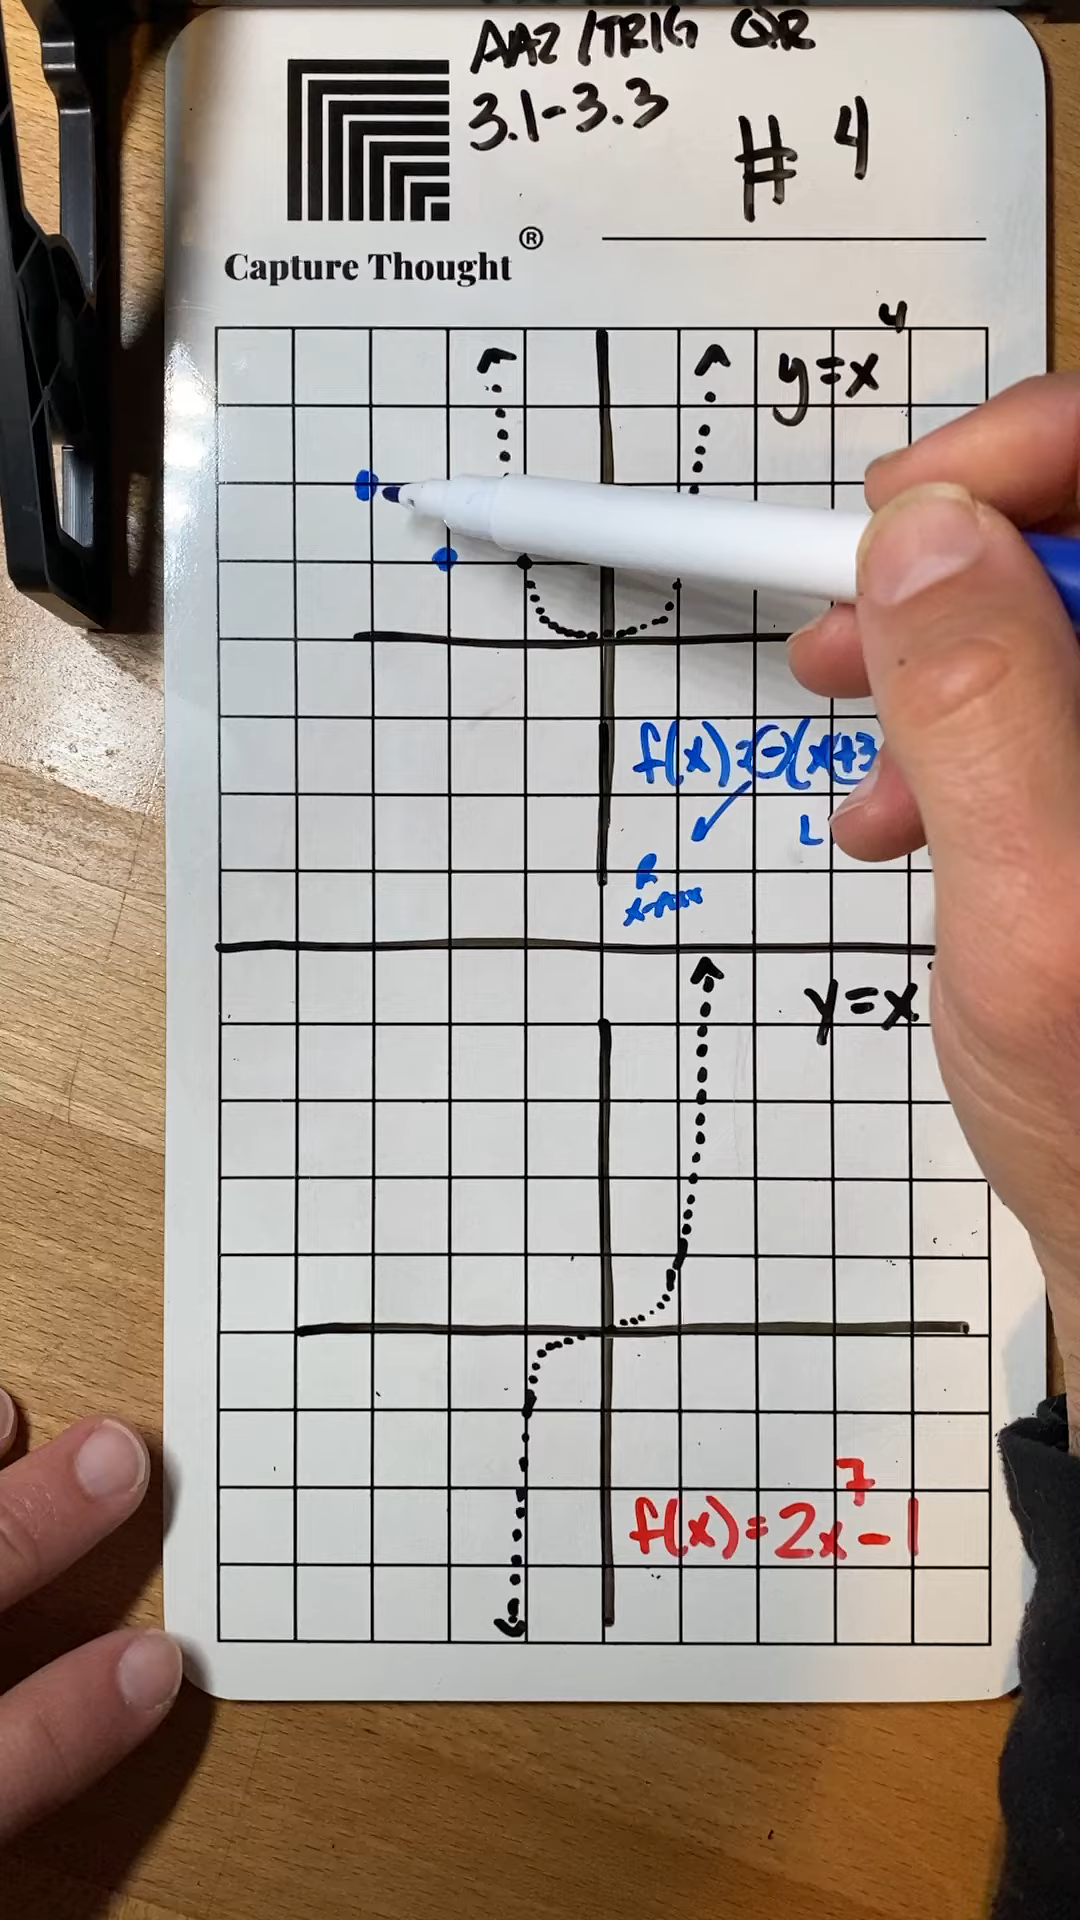 AA2/TRIG QR
3.1-3.3
# 4
®
Capture Thought
y=x⁴
f(x)=-(x+3
L
R
x-axis
y=x
f(x)=2x⁷-1